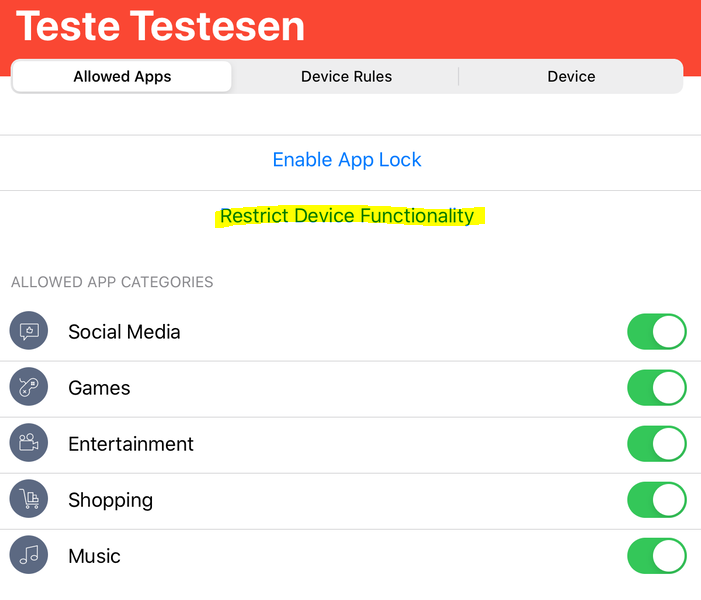 Teste Testesen
Allowed Apps Device Rules Device
Enable App Lock
Restrict Device Functionality
ALLOWED APP CATEGORIES
Social Media
Games
Entertainment
Shopping
Music